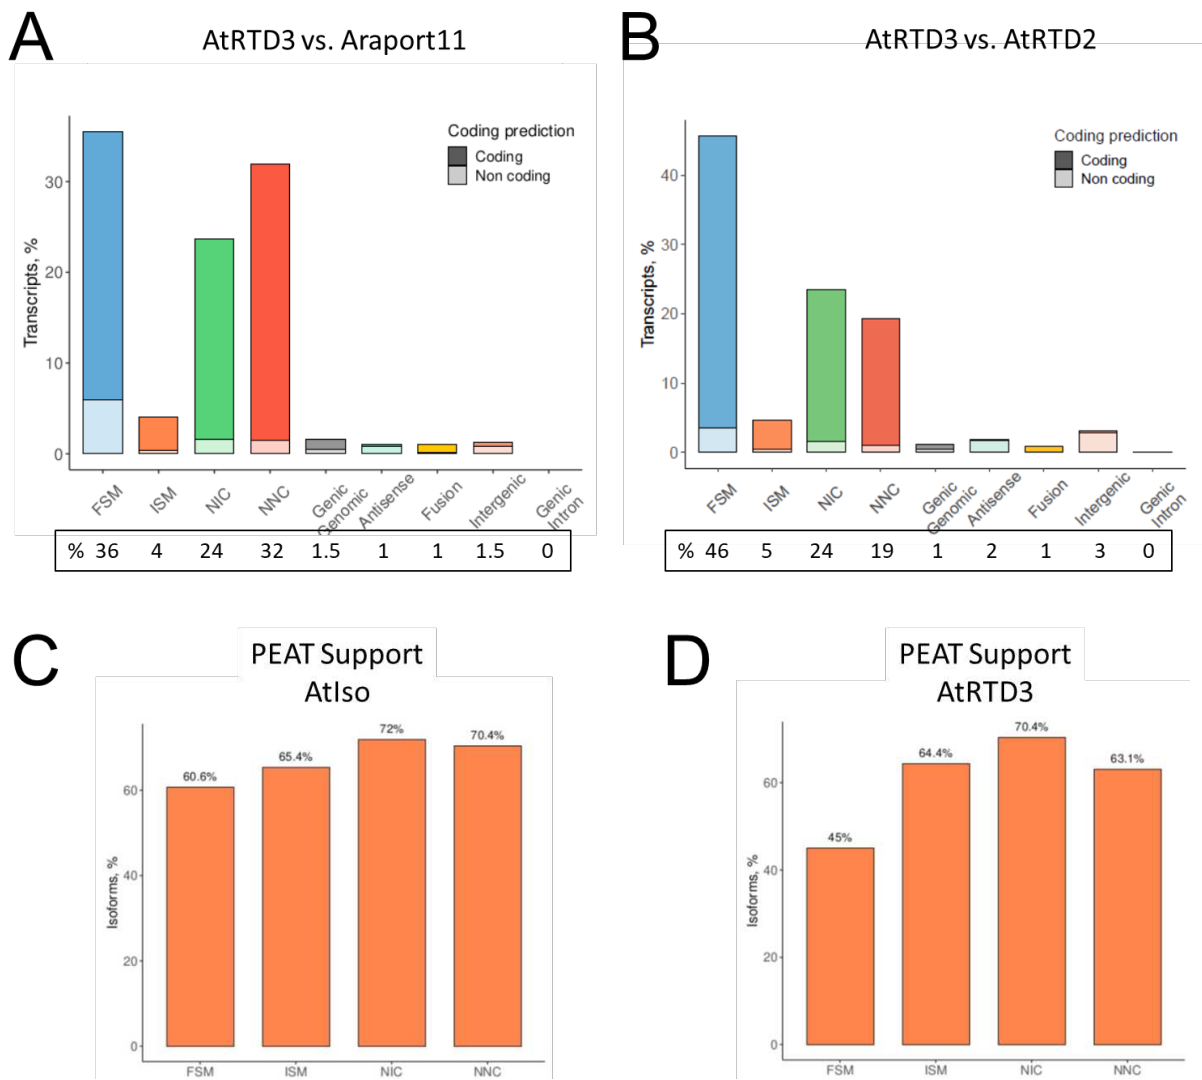 A
AtRTD3 vs. Araport11
Coding prediction
Coding
Non coding
Transcripts, %
30
20
10
0
FSM
ISM
NIC
NNC
Genic
Genomic
Antisense
Fusion
Intergenic
Genic
Intron
% 36 4 24 32 1.5 1 1 1.5 0
B
AtRTD3 vs. AtRTD2
Coding prediction
Coding
Non coding
Transcripts, %
40
30
20
10
0
FSM
ISM
NIC
NNC
Genic
Genomic
Antisense
Fusion
Intergenic
Genic
Intron
% 46 5 24 19 1 2 1 3 0
C
PEAT Support
AtIso
Isoforms, %
60
40
20
0
60.6%
65.4%
72%
70.4%
FSM ISM NIC NNC
D
PEAT Support
AtRTD3
Isoforms, %
60
40
20
0
45%
64.4%
70.4%
63.1%
FSM ISM NIC NNC